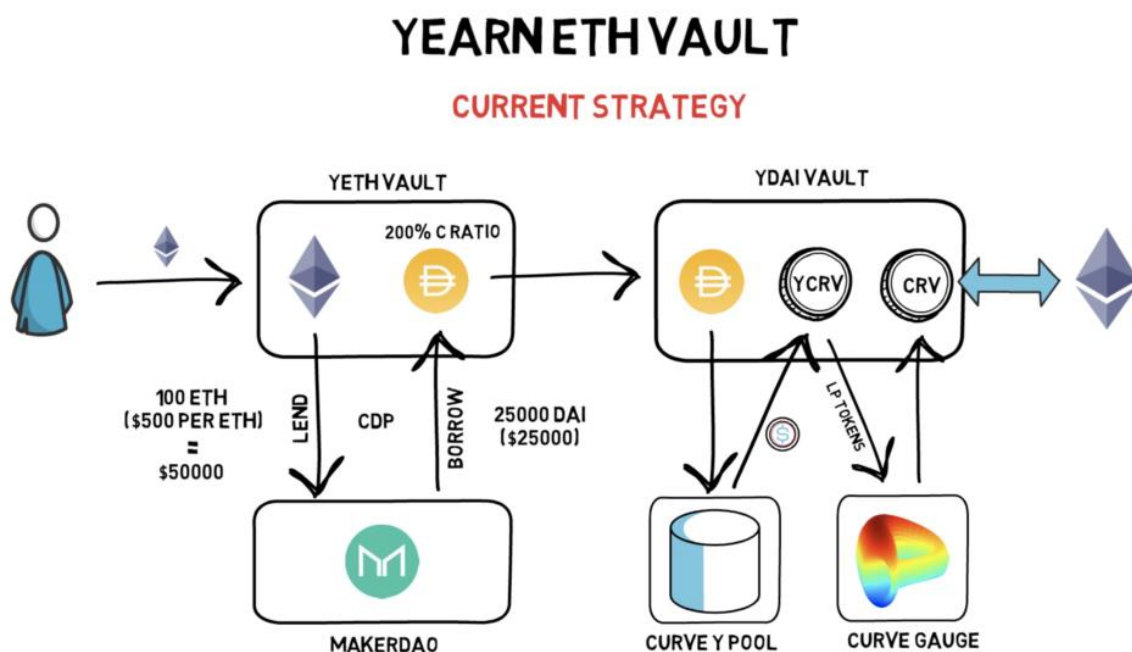 YEARN ETH VAULT
CURRENT STRATEGY
YETH VAULT
200% C RATIO
YDAI VAULT
YCRV
CRV
100 ETH
($500 PER ETH)
=
$50000
LEND
CDP
BORROW
25000 DAI
($25000)
$
LP TOKENS
MAKERDAO
CURVE Y POOL
CURVE GAUGE